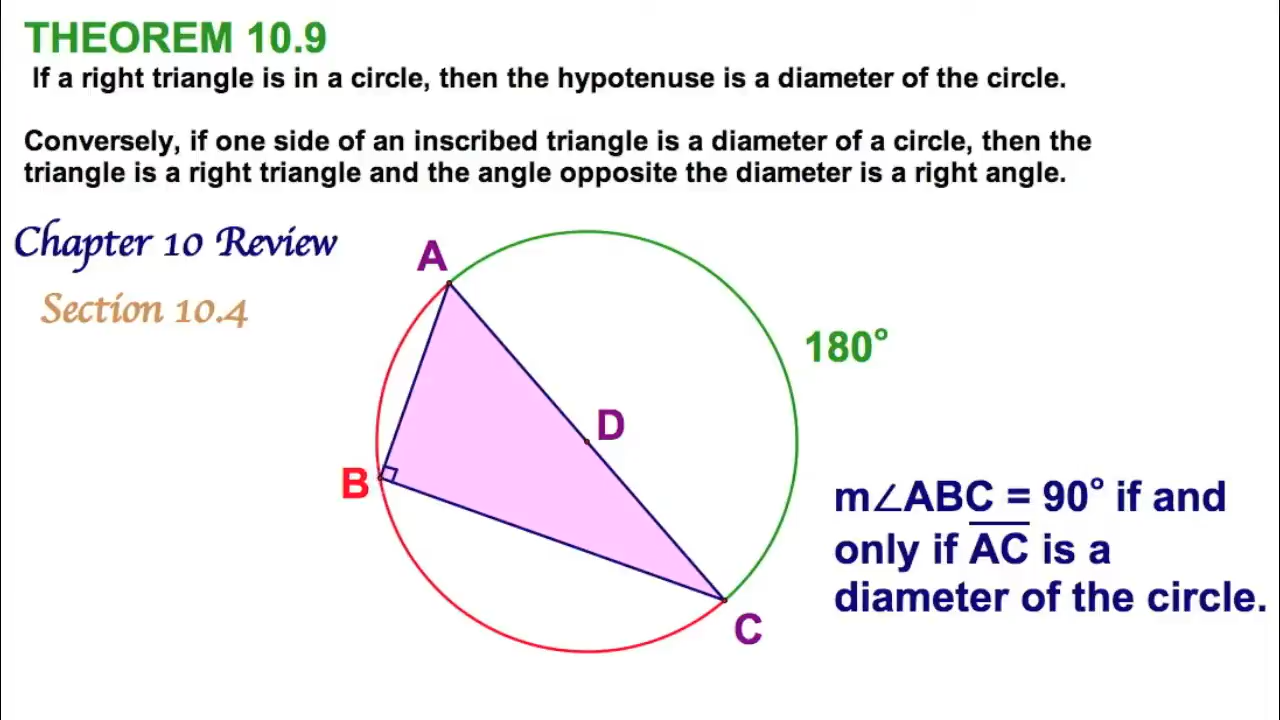 THEOREM 10.9
If a right triangle is in a circle, then the hypotenuse is a diameter of the circle.
Conversely, if one side of an inscribed triangle is a diameter of a circle, then the
triangle is a right triangle and the angle opposite the diameter is a right angle.
Chapter 10 Review
Section 10.4
A
180°
D
B
C
m∠ABC = 90° if and
only if A̅C̅ is a
diameter of the circle.